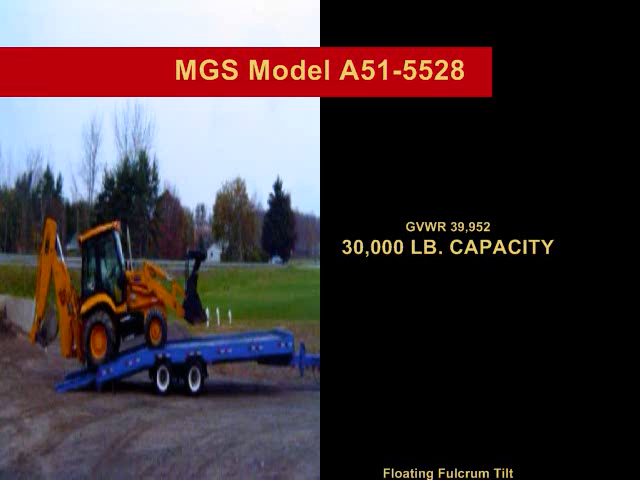 MGS Model A51-5528
GVWR 39,952
30,000 LB. CAPACITY
Floating Fulcrum Tilt